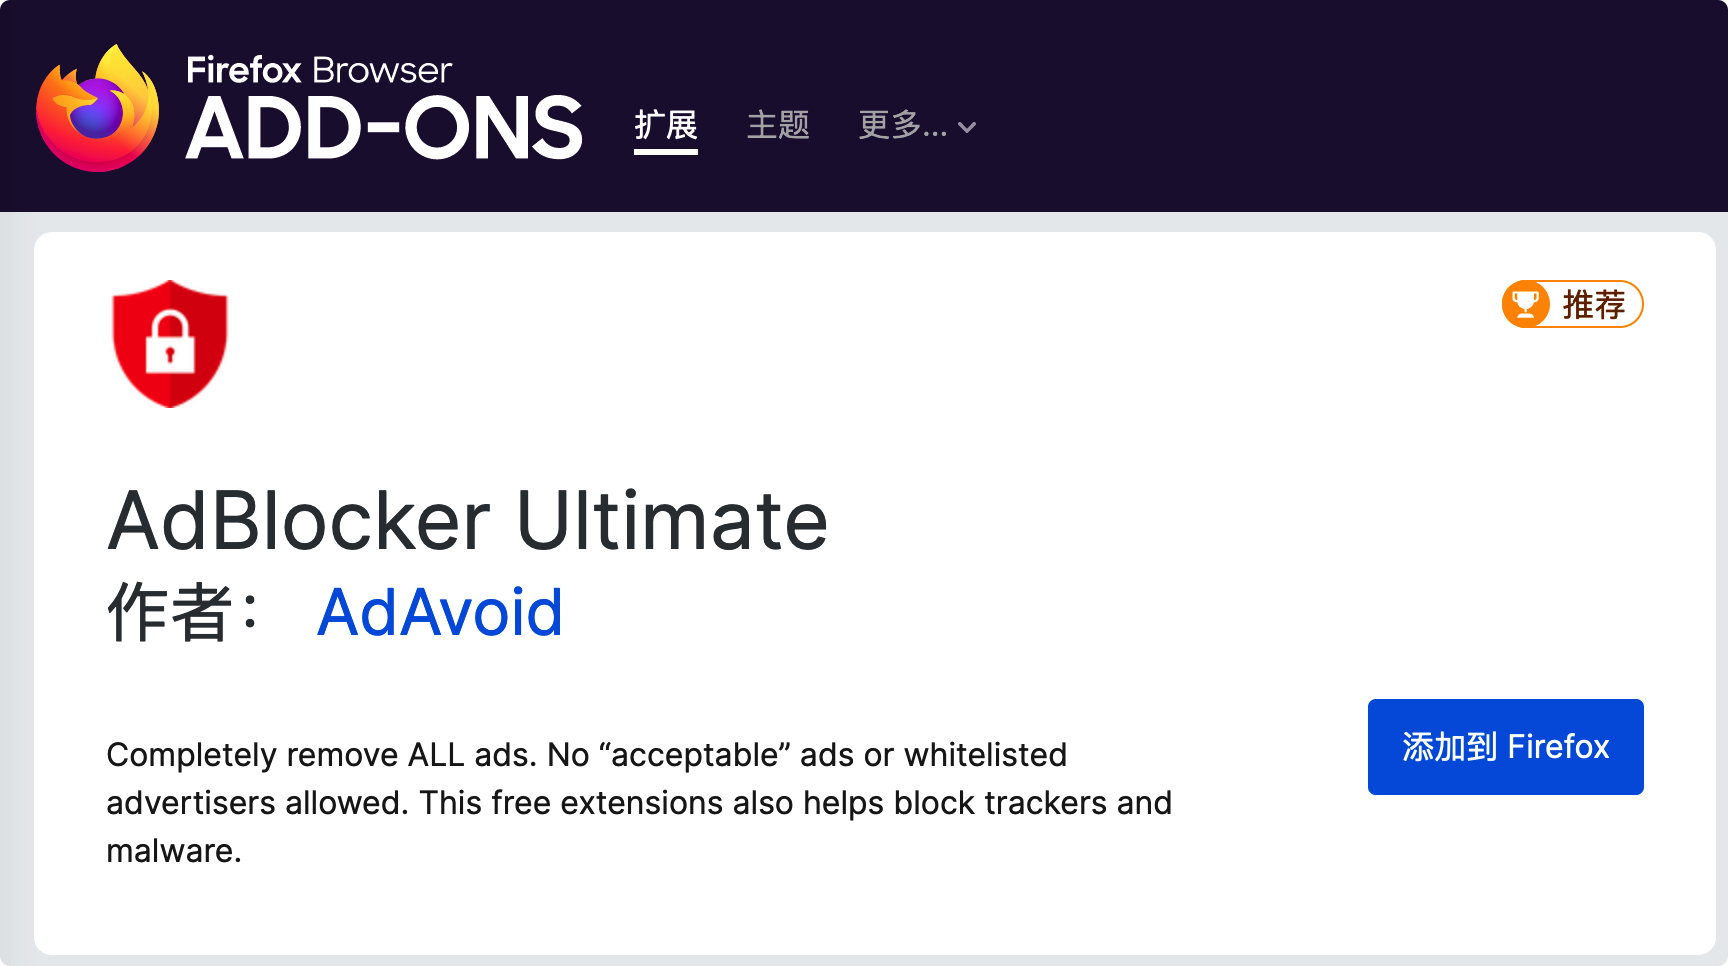 Firefox Browser
ADD-ONS
扩展 主题 更多...
推荐
AdBlocker Ultimate
作者： AdAvoid
Completely remove ALL ads. No “acceptable” ads or whitelisted
advertisers allowed. This free extensions also helps block trackers and
malware.
添加到 Firefox